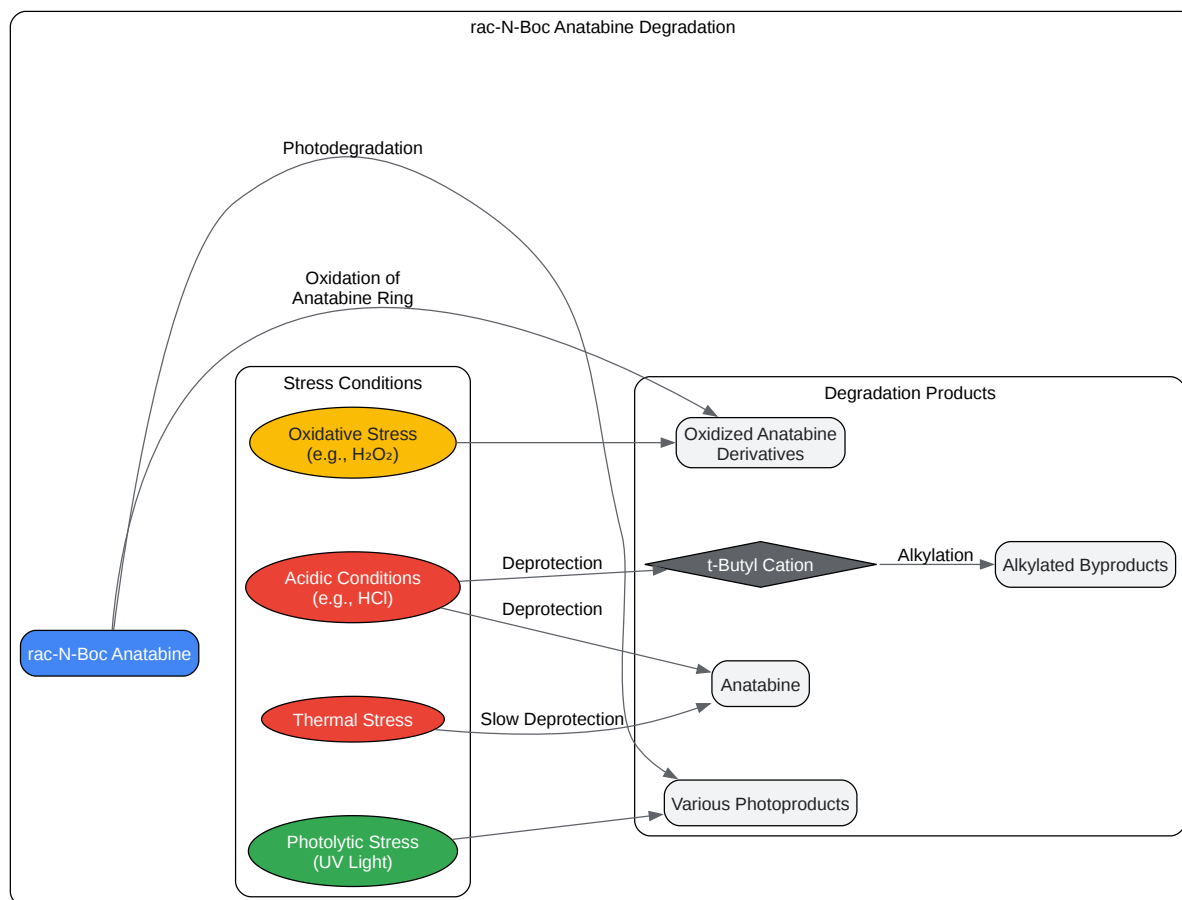 rac-N-Boc Anatabine Degradation
Photodegradation
Oxidation of
Anatabine Ring
Stress Conditions
Degradation Products
Oxidative Stress
(e.g., H₂O₂)
Oxidized Anatabine
Derivatives
Acidic Conditions
(e.g., HCl)
Deprotection
t-Butyl Cation
Alkylation
Alkylated Byproducts
Deprotection
rac-N-Boc Anatabine
Anatabine
Thermal Stress
Slow Deprotection
Various Photoproducts
Photolytic Stress
(UV Light)